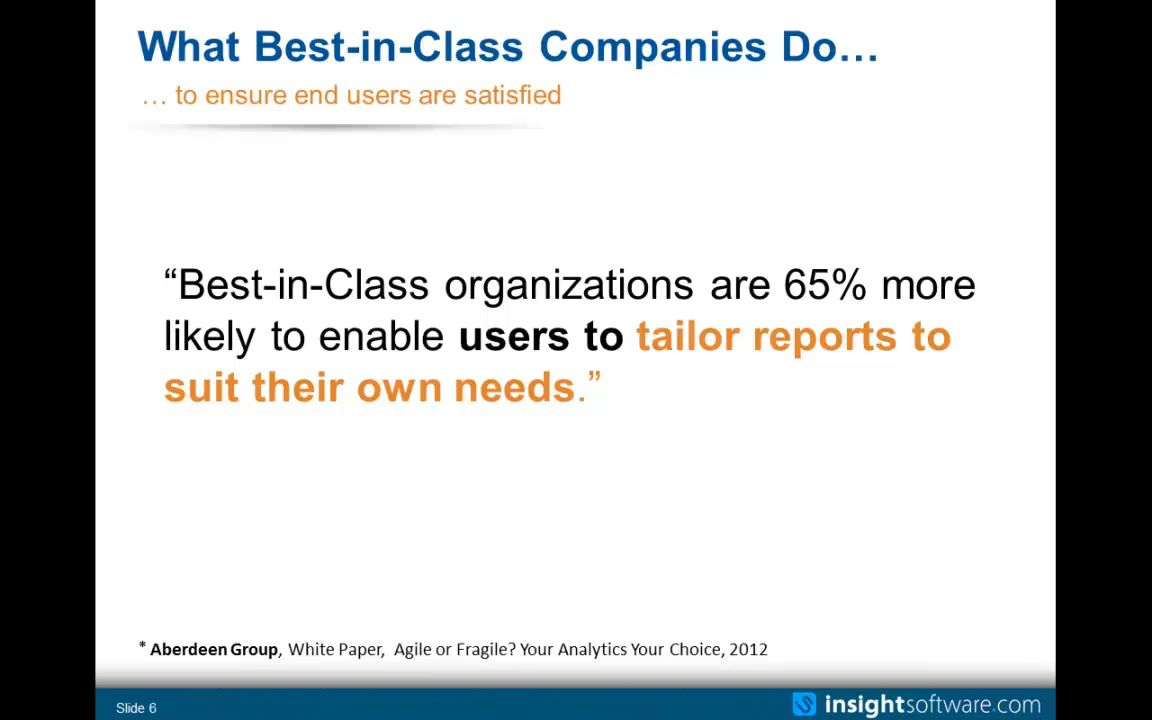 What Best-in-Class Companies Do…
… to ensure end users are satisfied
“Best-in-Class organizations are 65% more
likely to enable users to tailor reports to
suit their own needs.”
* Aberdeen Group, White Paper, Agile or Fragile? Your Analytics Your Choice, 2012
Slide 6
insightsoftware.com